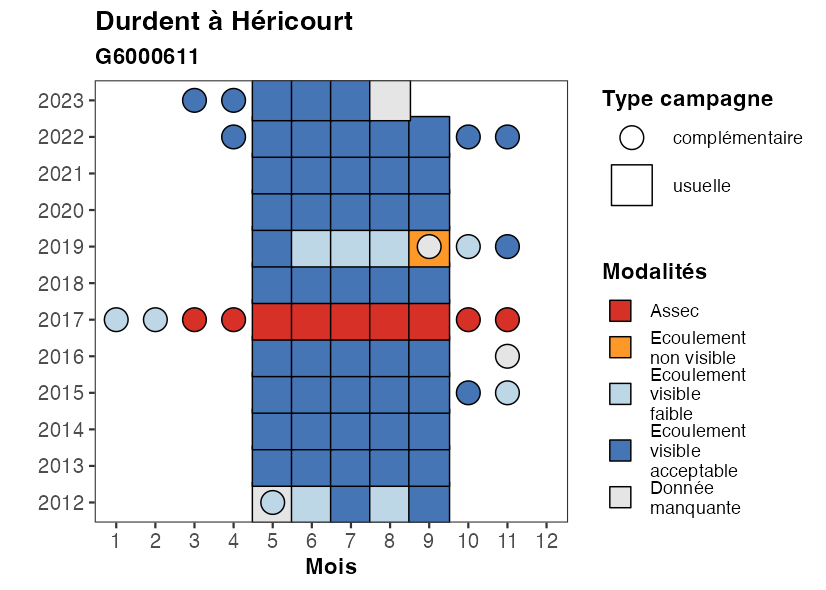 Durdent à Héricourt
G6000611
2023
2022
2021
2020
2019
2018
2017
2016
2015
2014
2013
2012
1 2 3 4 5 6 7 8 9 10 11 12
Mois
Type campagne
complémentaire
usuelle
Modalités
Assec
Ecoulement
non visible
Ecoulement
visible
faible
Ecoulement
visible
acceptable
Donnée
manquante